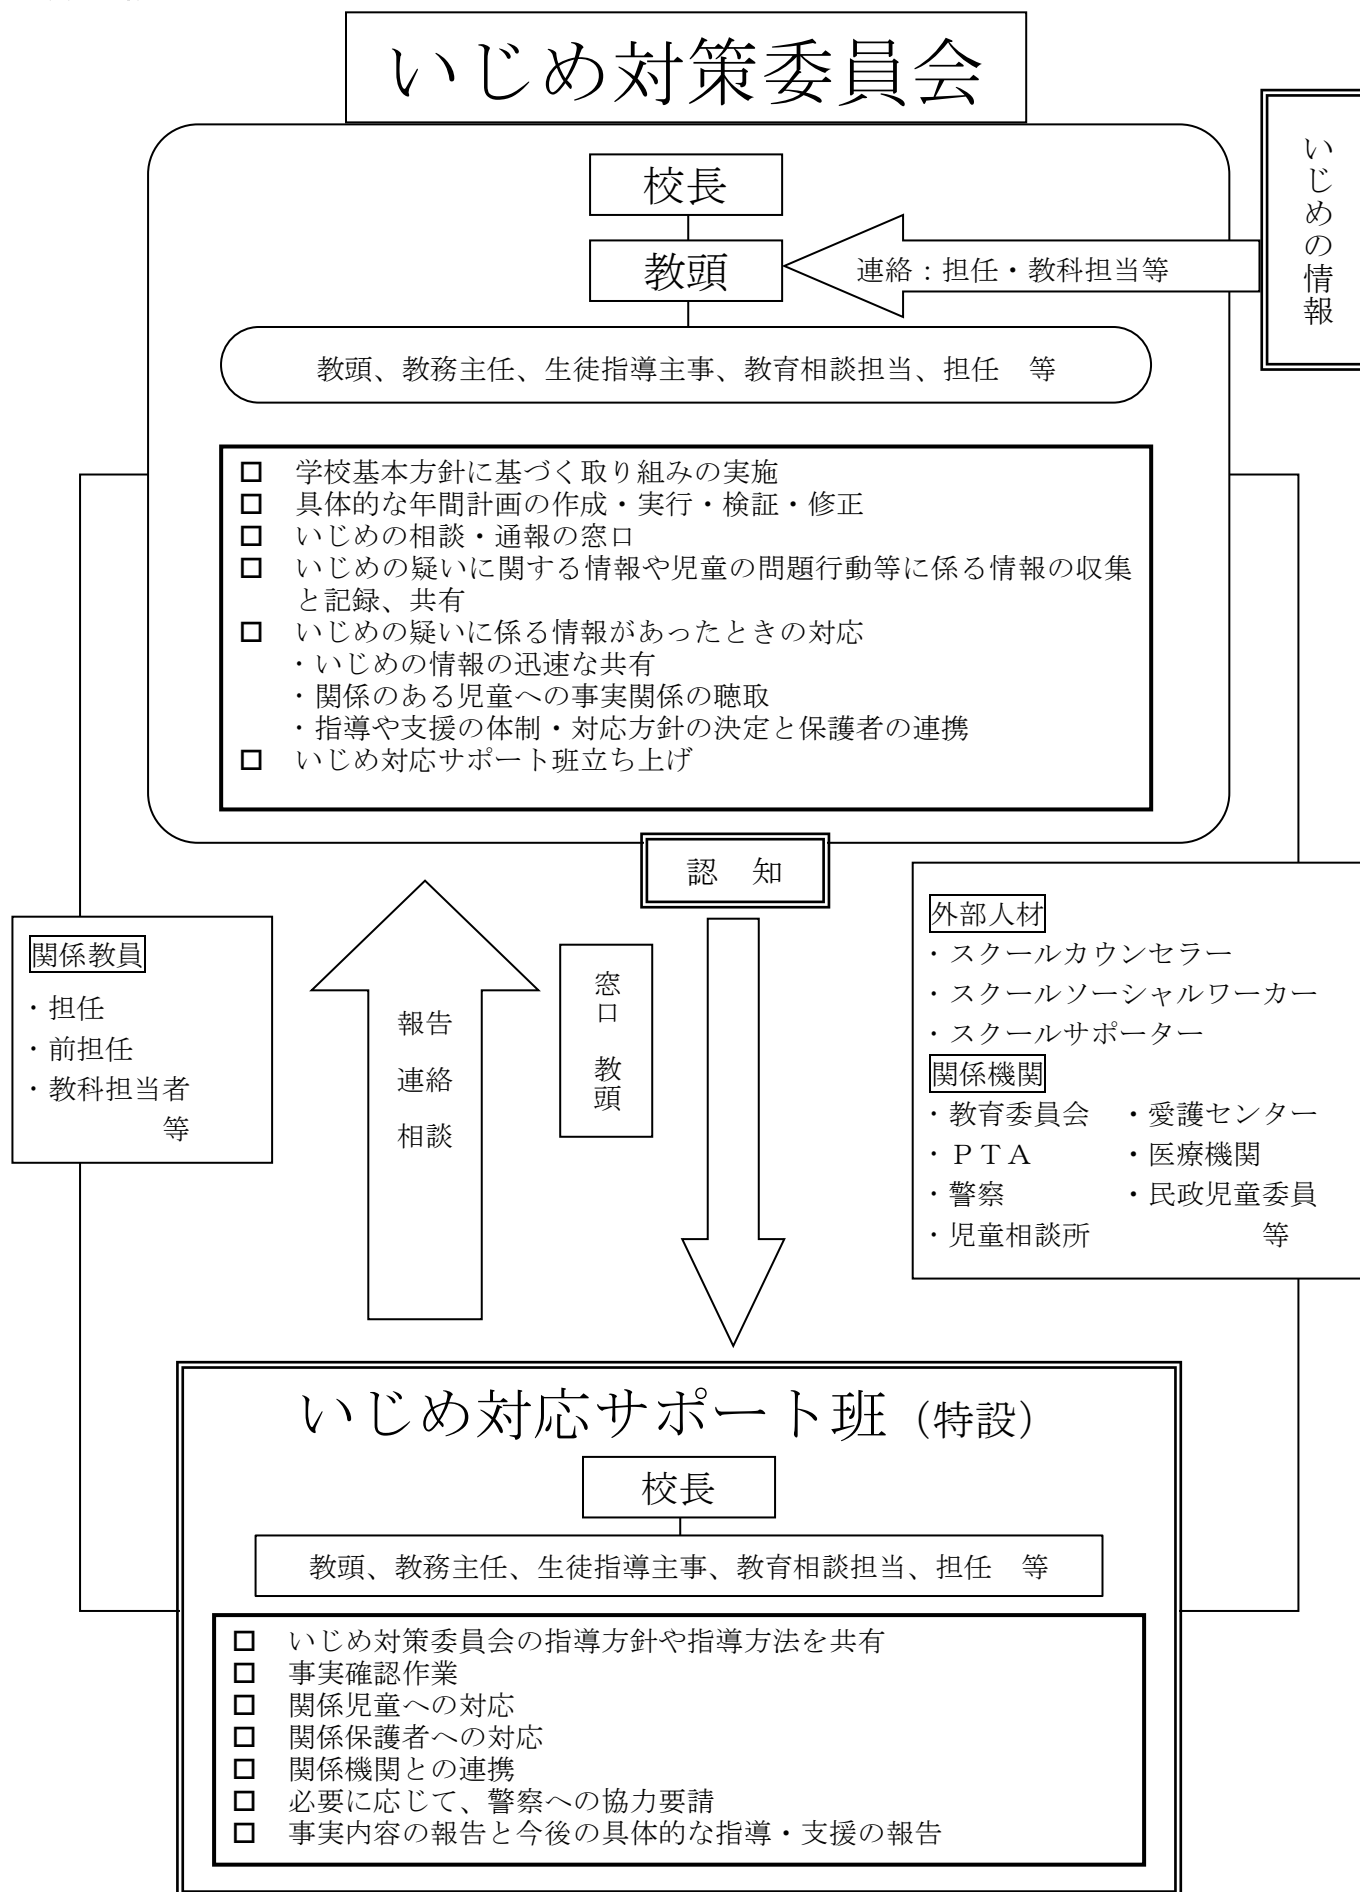 いじめ対策委員会
いじめの情報
校長
教頭
連絡：担任・教科担当等
教頭、教務主任、生徒指導主事、教育相談担当、担任　等
□　学校基本方針に基づく取り組みの実施
□　具体的な年間計画の作成・実行・検証・修正
□　いじめの相談・通報の窓口
□　いじめの疑いに関する情報や児童の問題行動等に係る情報の収集
と記録、共有
□　いじめの疑いに係る情報があったときの対応
・いじめの情報の迅速な共有
・関係のある児童への事実関係の聴取
・指導や支援の体制・対応方針の決定と保護者の連携
□　いじめ対応サポート班立ち上げ
認　知
関係教員
・担任
・前担任
・教科担当者
等
報告
連絡
相談
窓口　教頭
外部人材
・スクールカウンセラー
・スクールソーシャルワーカー
・スクールサポーター
関係機関
・教育委員会　・愛護センター
・ＰＴＡ　・医療機関
・警察　・民政児童委員
・児童相談所　等
いじめ対応サポート班（特設）
校長
教頭、教務主任、生徒指導主事、教育相談担当、担任　等
□　いじめ対策委員会の指導方針や指導方法を共有
□　事実確認作業
□　関係児童への対応
□　関係保護者への対応
□　関係機関との連携
□　必要に応じて、警察への協力要請
□　事実内容の報告と今後の具体的な指導・支援の報告